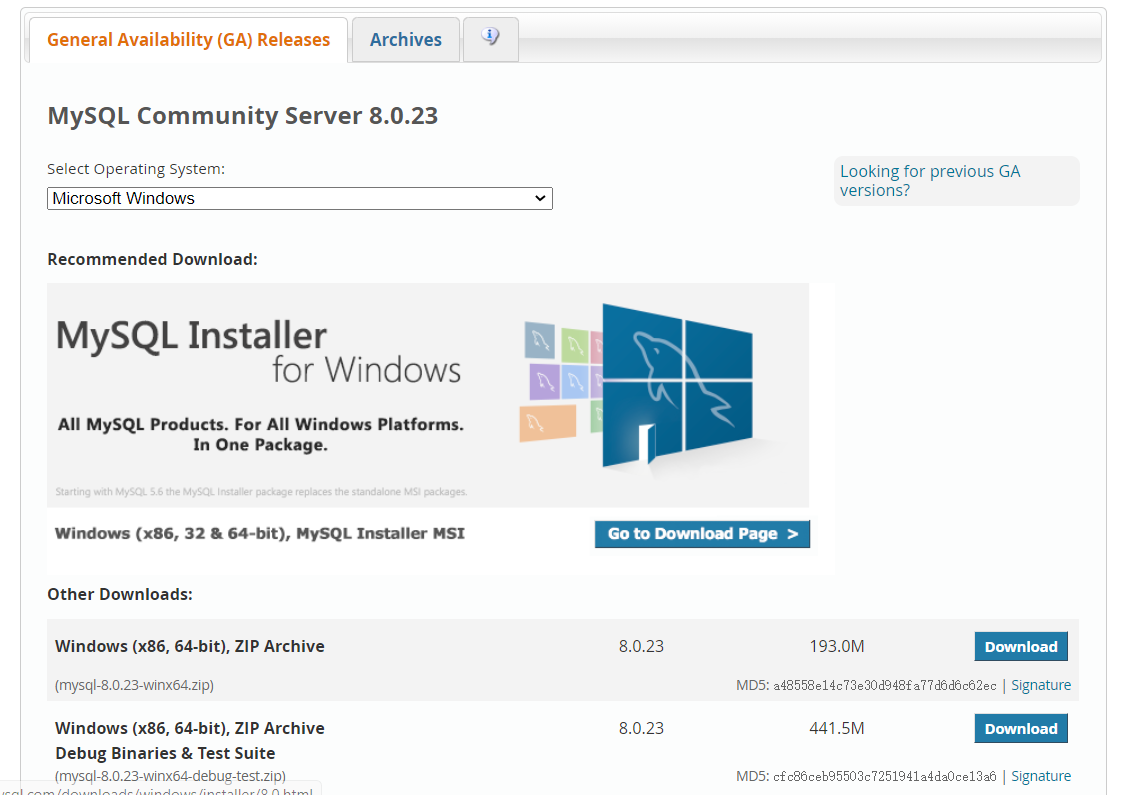 General Availability (GA) Releases
Archives
MySQL Community Server 8.0.23
Select Operating System:
Microsoft Windows
Looking for previous GA
versions?
Recommended Download:
MySQL Installer
for Windows
All MySQL Products. For All Windows Platforms.
In One Package.
Starting with MySQL 5.6 the MySQL Installer package replaces the standalone MSI packages.
Windows (x86, 32 & 64-bit), MySQL Installer MSI
Go to Download Page >
Other Downloads:
Windows (x86, 64-bit), ZIP Archive 8.0.23 193.0M Download
(mysql-8.0.23-winx64.zip) MD5: a48558e14c73e30d948fa77d6d6c62ec | Signature
Windows (x86, 64-bit), ZIP Archive 8.0.23 441.5M Download
Debug Binaries & Test Suite
(mysql-8.0.23-winx64-debug-test.zip) MD5: cfc86ceb95503c7251941a4da0ce13a6 | Signature
ysql.com/downloads/windows/installer/8.0.html